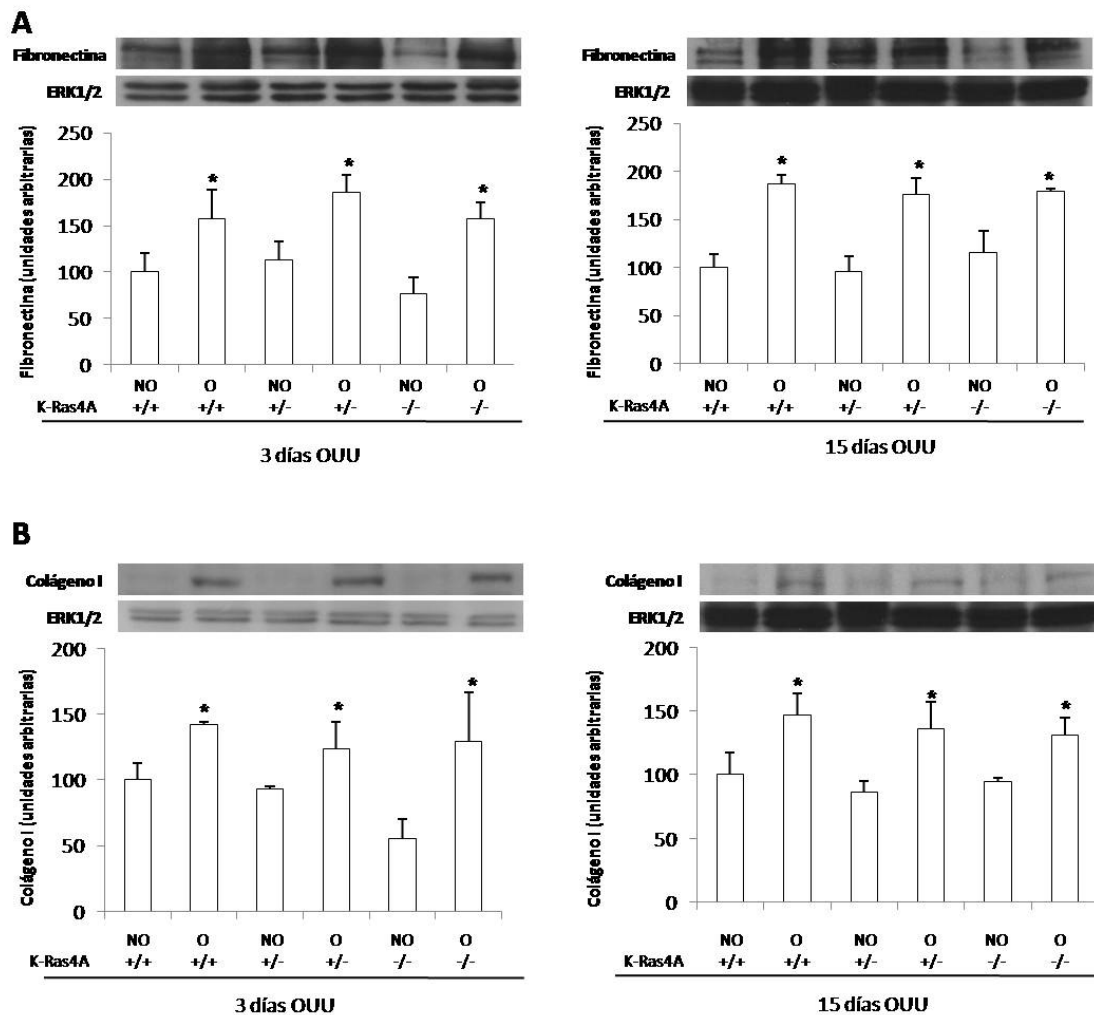 A
Fibronectina
ERK1/2
Fibronectina (unidades arbitrarias)
250
200
150
100
50
0
* * *
NO O NO O NO O
K-Ras4A +/+ +/+ +/- +/- -/- -/-
3 días OUU
Fibronectina
ERK1/2
Fibronectina (unidades arbitrarias)
250
200
150
100
50
0
* * *
NO O NO O NO O
K-Ras4A +/+ +/+ +/- +/- -/- -/-
15 días OUU
B
Colágeno I
ERK1/2
Colágeno I (unidades arbitrarias)
200
150
100
50
0
* * *
NO O NO O NO O
K-Ras4A +/+ +/+ +/- +/- -/- -/-
3 días OUU
Colágeno I
ERK1/2
Colágeno I (unidades arbitrarias)
200
150
100
50
0
* * *
NO O NO O NO O
K-Ras4A +/+ +/+ +/- +/- -/- -/-
15 días OUU